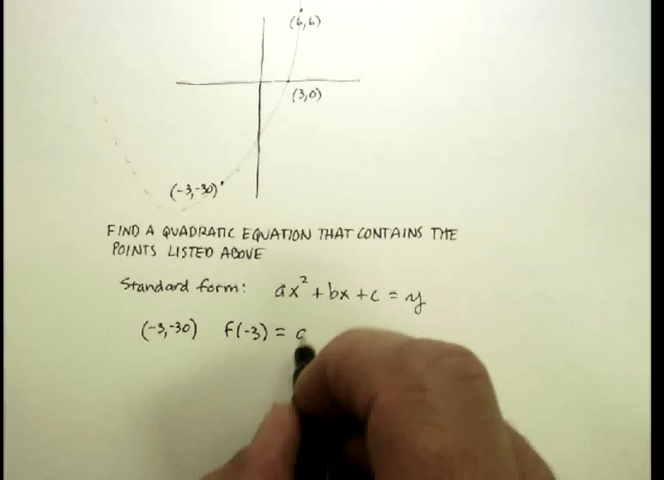 (6,6)
(3,0)
(-3,-30)
FIND A QUADRATIC EQUATION THAT CONTAINS THE
POINTS LISTED ABOVE
Standard form: ax² + bx + c = y
(-3,-30) f(-3) = a